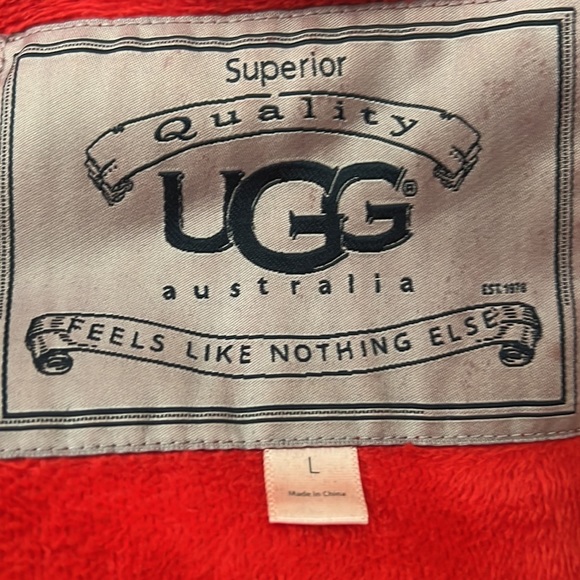 Superior
Quality
UGG®
australia
EST. 1978
FEELS LIKE NOTHING ELSE
L
Made In China